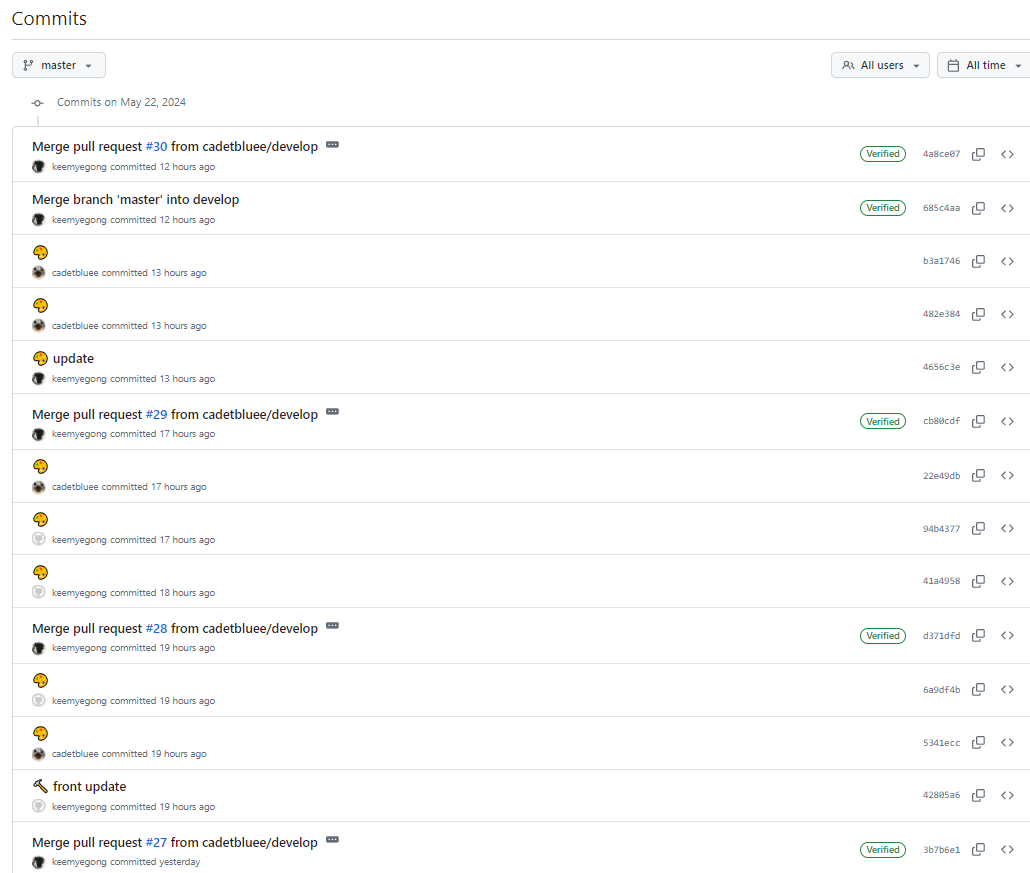 Commits
master
All users
All time
Commits on May 22, 2024
Merge pull request #30 from cadetbluee/develop
keemyegong committed 12 hours ago
Verified
4a8ce07
Merge branch 'master' into develop
keemyegong committed 12 hours ago
Verified
685c4aa
🎨
cadetbluee committed 13 hours ago
b3a1746
🎨
cadetbluee committed 13 hours ago
482e384
🎨 update
keemyegong committed 13 hours ago
4656c3e
Merge pull request #29 from cadetbluee/develop
keemyegong committed 17 hours ago
Verified
cb80cdf
🎨
cadetbluee committed 17 hours ago
22e49db
🎨
keemyegong committed 17 hours ago
94b4377
🎨
keemyegong committed 18 hours ago
41a4958
Merge pull request #28 from cadetbluee/develop
keemyegong committed 19 hours ago
Verified
d371dfd
🎨
keemyegong committed 19 hours ago
6a9df4b
🎨
cadetbluee committed 19 hours ago
5341ecc
🔨 front update
keemyegong committed 19 hours ago
42805a6
Merge pull request #27 from cadetbluee/develop
keemyegong committed yesterday
Verified
3b7b6e1